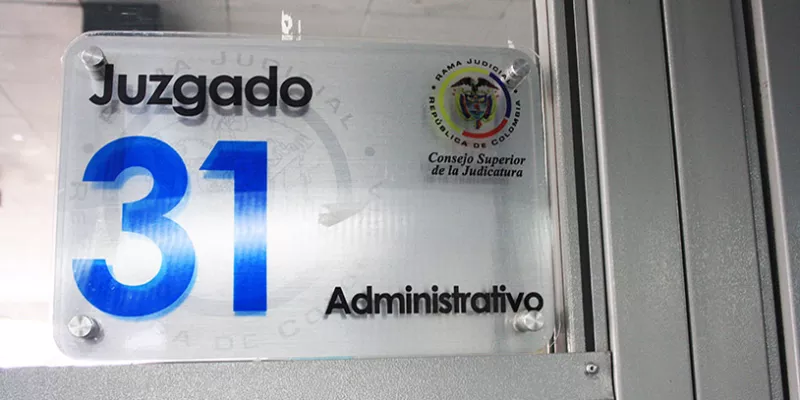 Juzgado
31
Administrativo
RAMA JUDICIAL
REPÚBLICA DE COLOMBIA
Consejo Superior
de la Judicatura